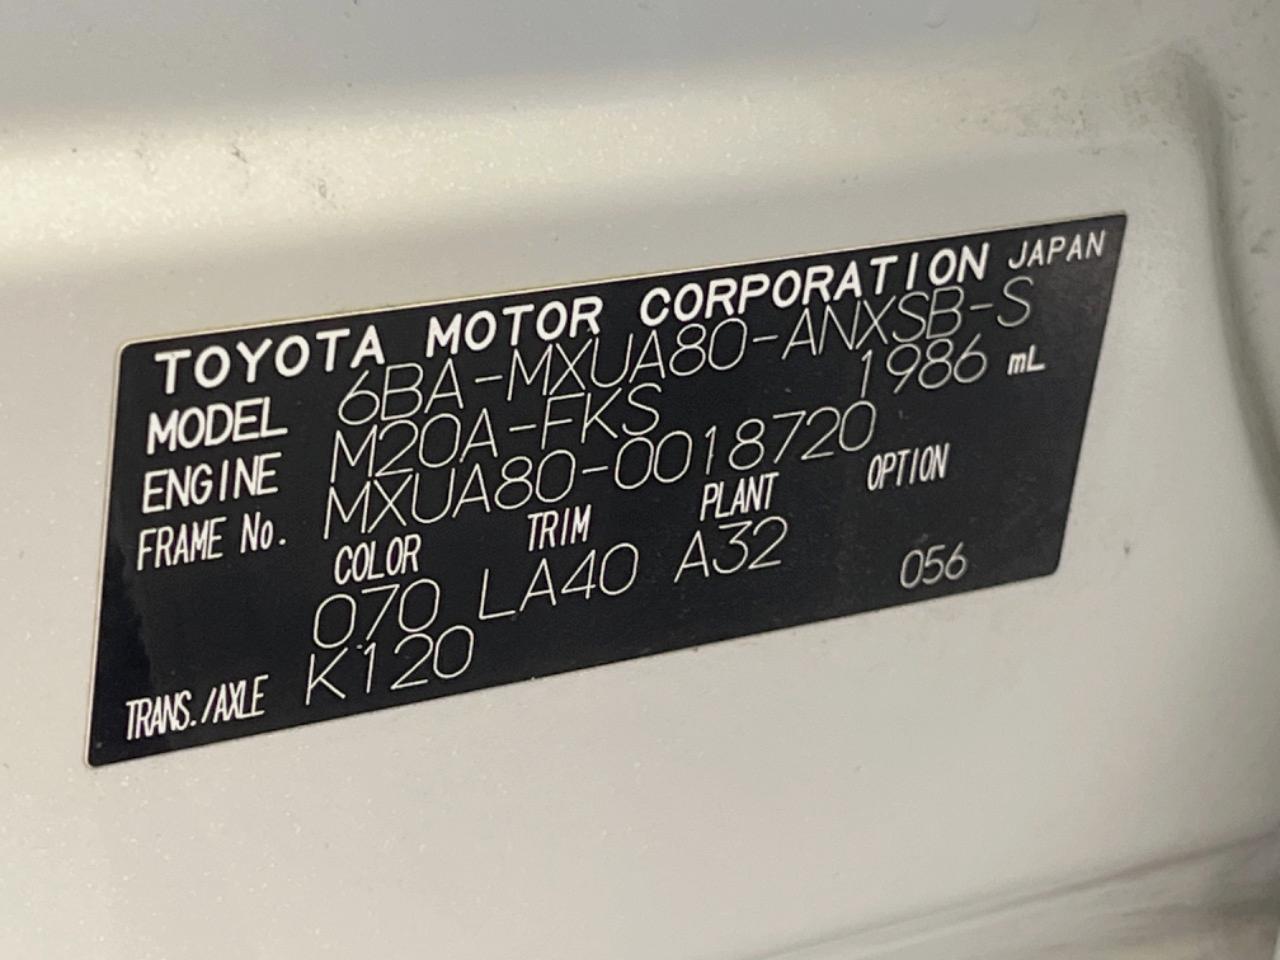 TOYOTA MOTOR CORPORATION JAPAN
MODEL 6BA-MXUA80-ANXSB-S
ENGINE M20A-FKS 1986 mL
FRAME No. MXUA80-0018720
COLOR TRIM PLANT OPTION
070 LA40 A32 056
TRANS./AXLE K120